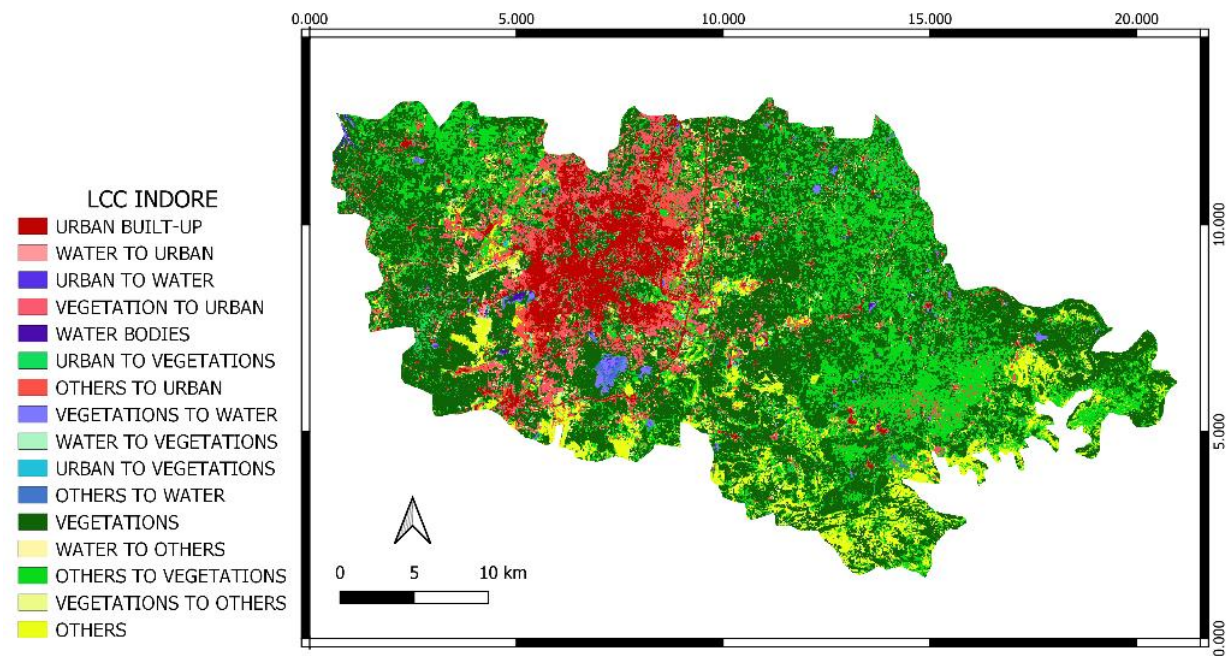 0.000 5.000 10.000 15.000 20.000
LCC INDORE
URBAN BUILT-UP
WATER TO URBAN
URBAN TO WATER
VEGETATION TO URBAN
WATER BODIES
URBAN TO VEGETATIONS
OTHERS TO URBAN
VEGETATIONS TO WATER
WATER TO VEGETATIONS
URBAN TO VEGETATIONS
OTHERS TO WATER
VEGETATIONS
WATER TO OTHERS
OTHERS TO VEGETATIONS
VEGETATIONS TO OTHERS
OTHERS
0 5 10 km
10.000
5.000
0.000